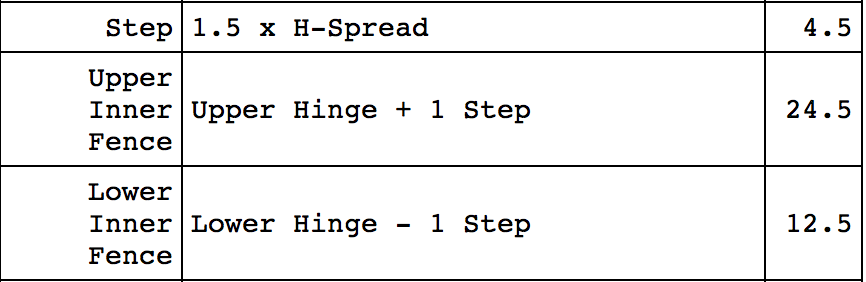 Step 1.5 x H-Spread 4.5
Upper
Inner Upper Hinge + 1 Step 24.5
Fence
Lower
Inner Lower Hinge - 1 Step 12.5
Fence